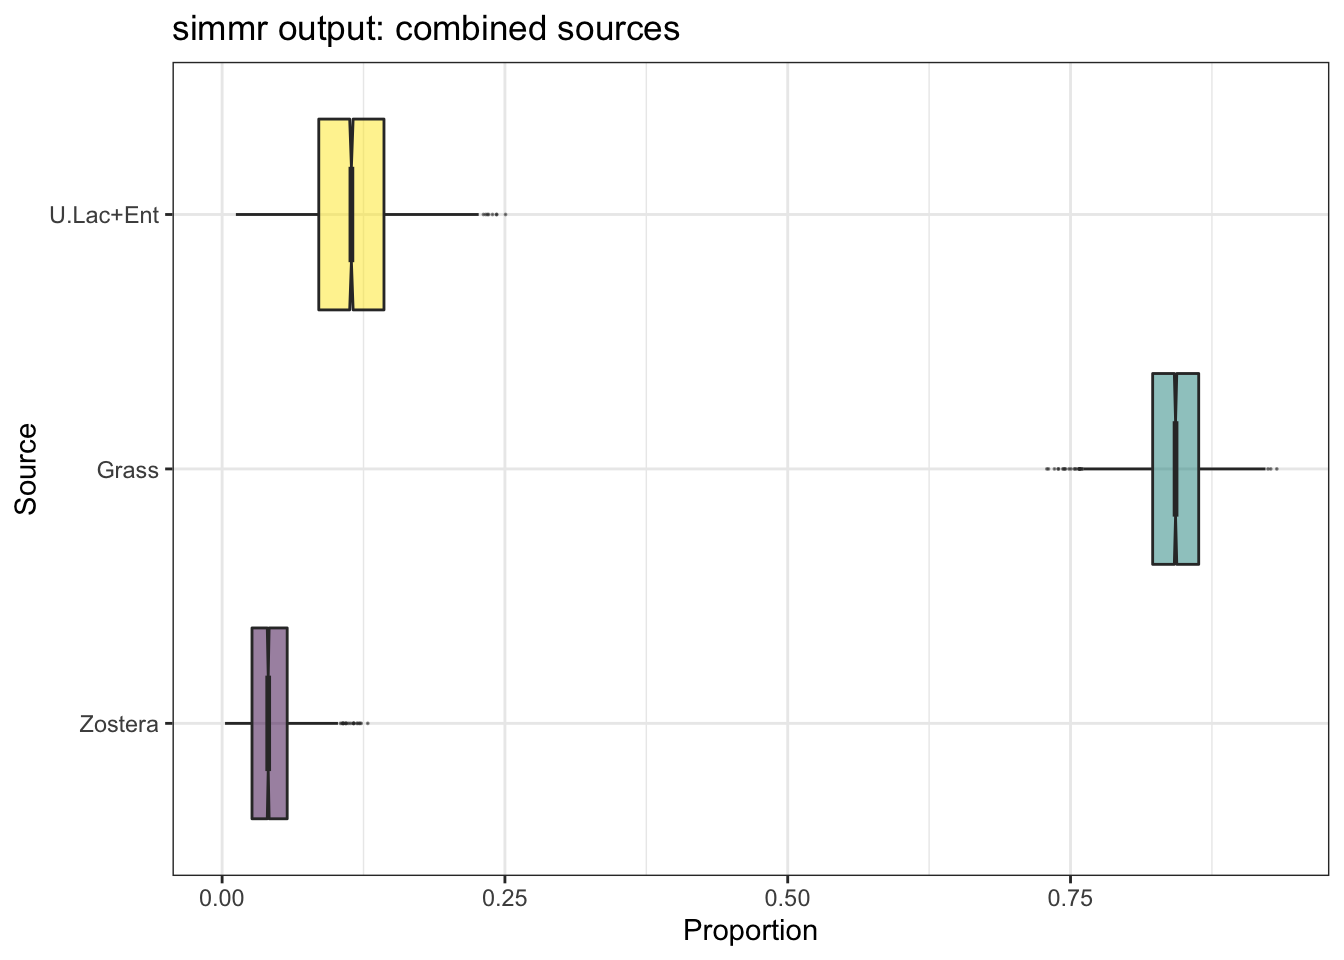 simmr output: combined sources
U.Lac+Ent
Grass
Zostera
Source
0.00 0.25 0.50 0.75
Proportion